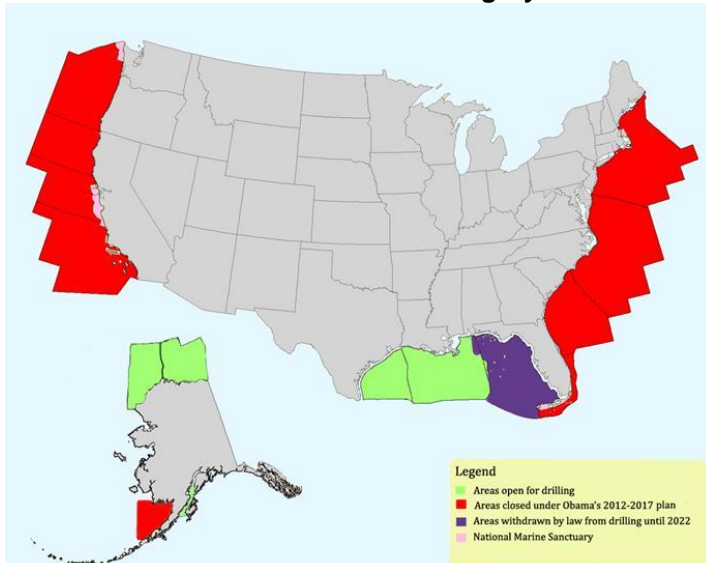 Legend
Areas open for drilling
Areas closed under Obama's 2012-2017 plan
Areas withdrawn by law from drilling until 2022
National Marine Sanctuary